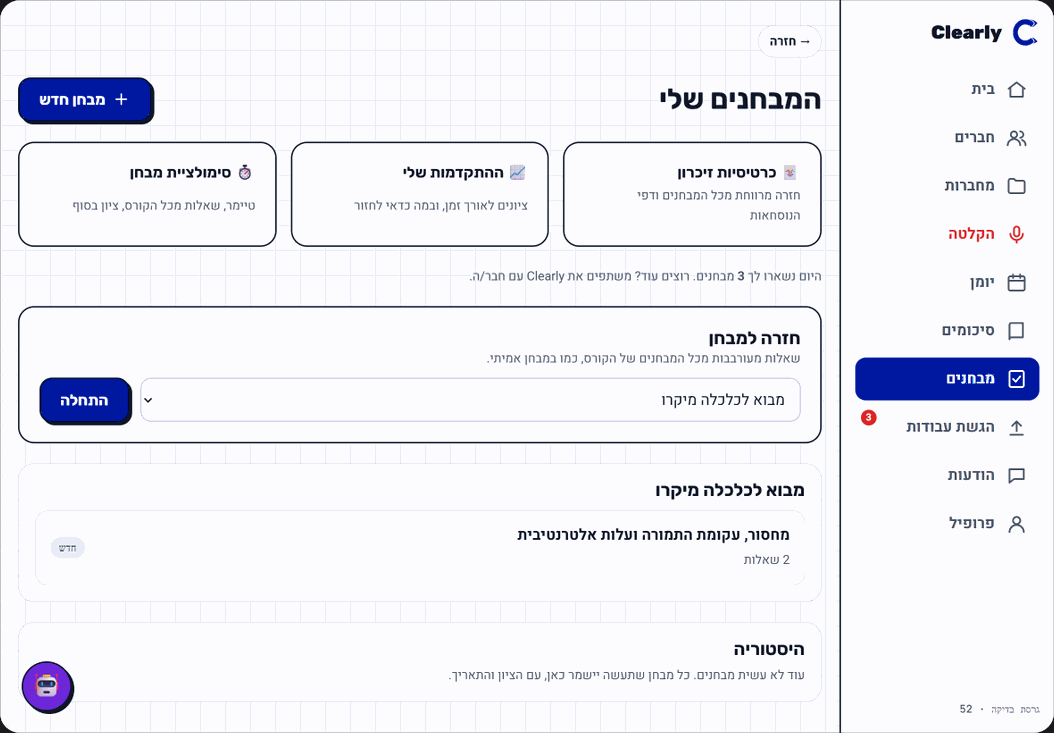 Clearly
בית
חברים
מחברות
הקלטה
יומן
סיכומים
מבחנים
הגשת עבודות
3
הודעות
פרופיל
גרסת בדיקה · 52
→ חזרה
המבחנים שלי
+ מבחן חדש
כרטיסיות זיכרון
חזרה מרווחת מכל המבחנים ודפי
הנוסחאות
ההתקדמות שלי
ציונים לאורך זמן, ובמה כדאי לחזור
סימולציית מבחן
טיימר, שאלות מכל הקורס, ציון בסוף
היום נשארו לך 3 מבחנים. רוצים עוד? משתפים את Clearly עם חבר/ה.
חזרה למבחן
שאלות מעורבבות מכל המבחנים של הקורס, כמו במבחן אמיתי.
מבוא לכלכלה מיקרו
התחלה
מבוא לכלכלה מיקרו
מחסור, עקומת התמורה ועלות אלטרנטיבית
2 שאלות
חדש
היסטוריה
עוד לא עשית מבחנים. כל מבחן שתעשה יישמר כאן, עם הציון והתאריך.